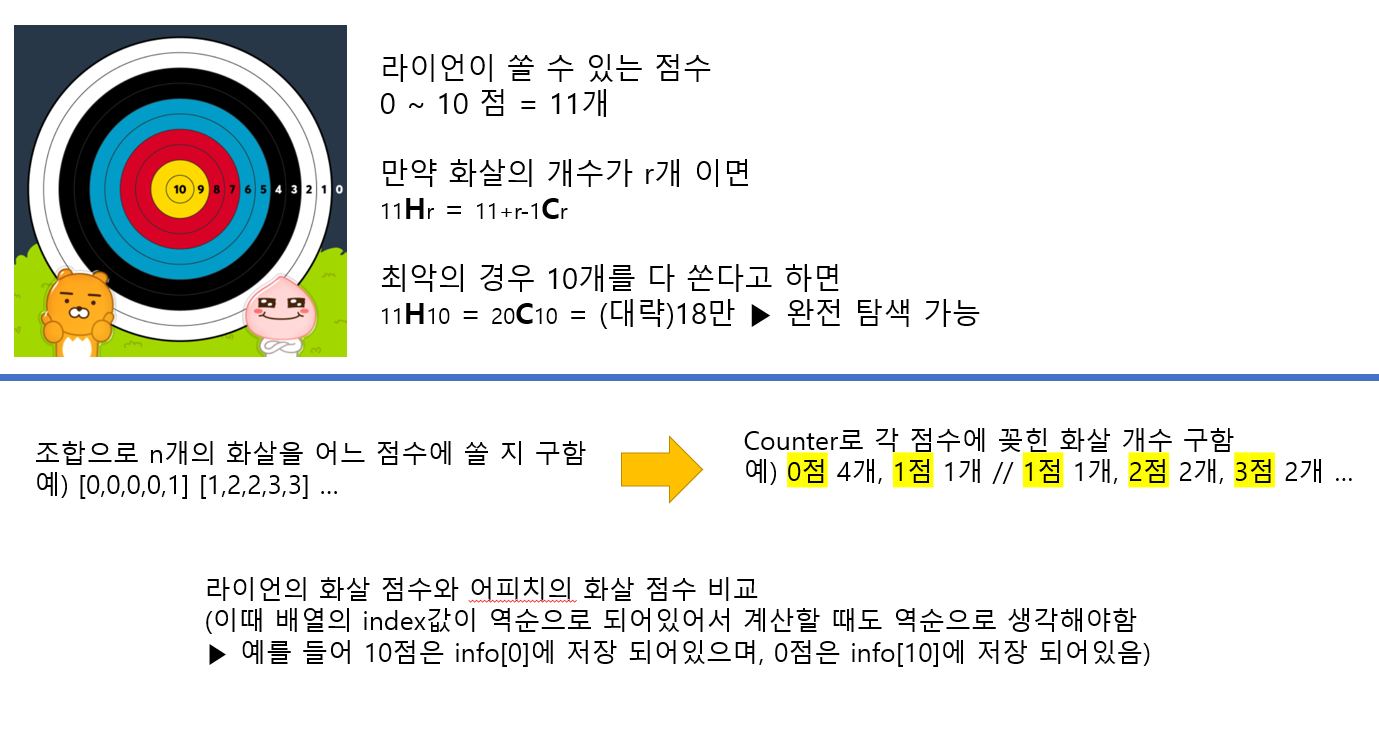 10 9 8 7 6 5 4 3 2 1 0
라이언이 쏠 수 있는 점수
0 ~ 10 점 = 11개
만약 화살의 개수가 r개 이면
11Hr = 11+r-1Cr
최악의 경우 10개를 다 쏜다고 하면
11H10 = 20C10 = (대략)18만 ▶ 완전 탐색 가능
조합으로 n개의 화살을 어느 점수에 쏠 지 구함
예) [0,0,0,0,1] [1,2,2,3,3] ...
Counter로 각 점수에 꽂힌 화살 개수 구함
예) 0점 4개, 1점 1개 // 1점 1개, 2점 2개, 3점 2개 ...
라이언의 화살 점수와 어피치의 화살 점수 비교
(이때 배열의 index값이 역순으로 되어있어서 계산할 때도 역순으로 생각해야함
▶ 예를 들어 10점은 info[0]에 저장 되어있으며, 0점은 info[10]에 저장 되어있음)